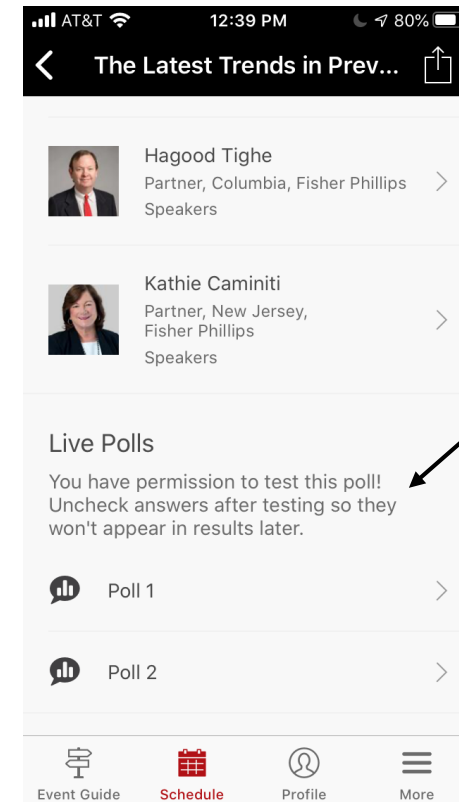 AT&T 12:39 PM 80%
The Latest Trends in Prev...
Hagood Tighe
Partner, Columbia, Fisher Phillips
Speakers
Kathie Caminiti
Partner, New Jersey,
Fisher Phillips
Speakers
Live Polls
You have permission to test this poll!
Uncheck answers after testing so they
won't appear in results later.
Poll 1
Poll 2
Event Guide Schedule Profile More